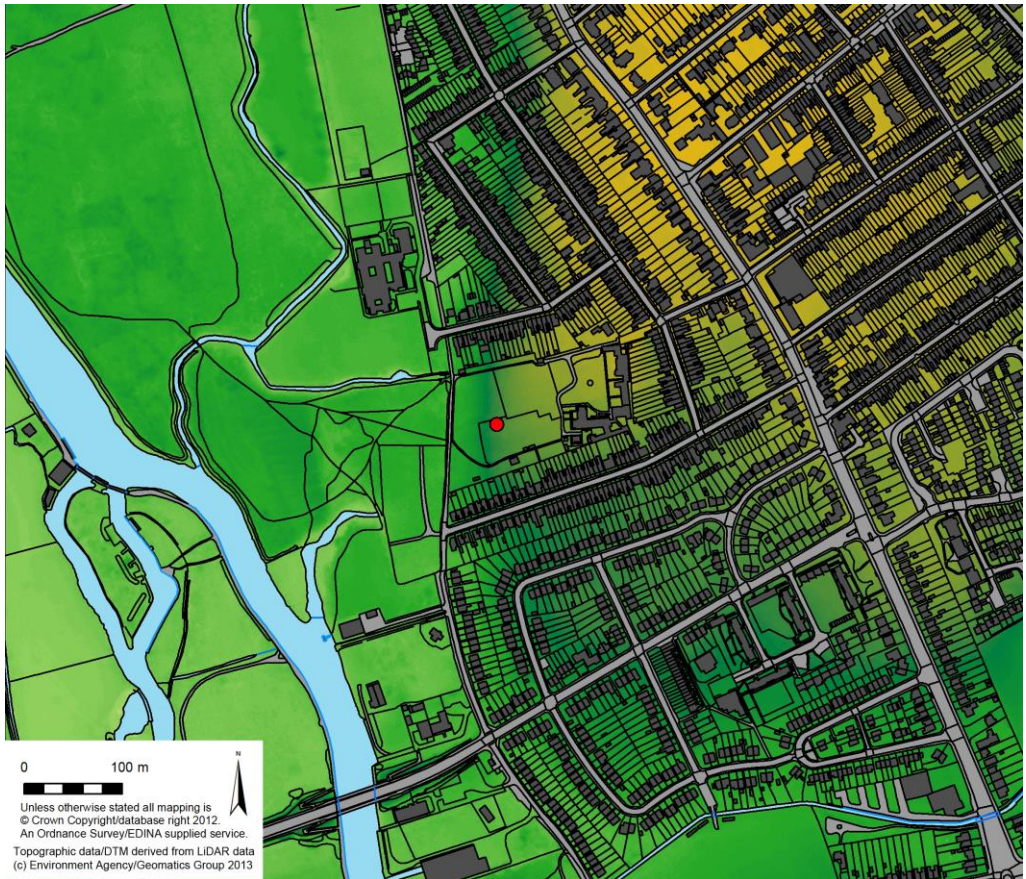 N
0 100 m
Unless otherwise stated all mapping is
© Crown Copyright/database right 2012.
An Ordnance Survey/EDINA supplied service.
Topographic data/DTM derived from LiDAR data
(c) Environment Agency/Geomatics Group 2013